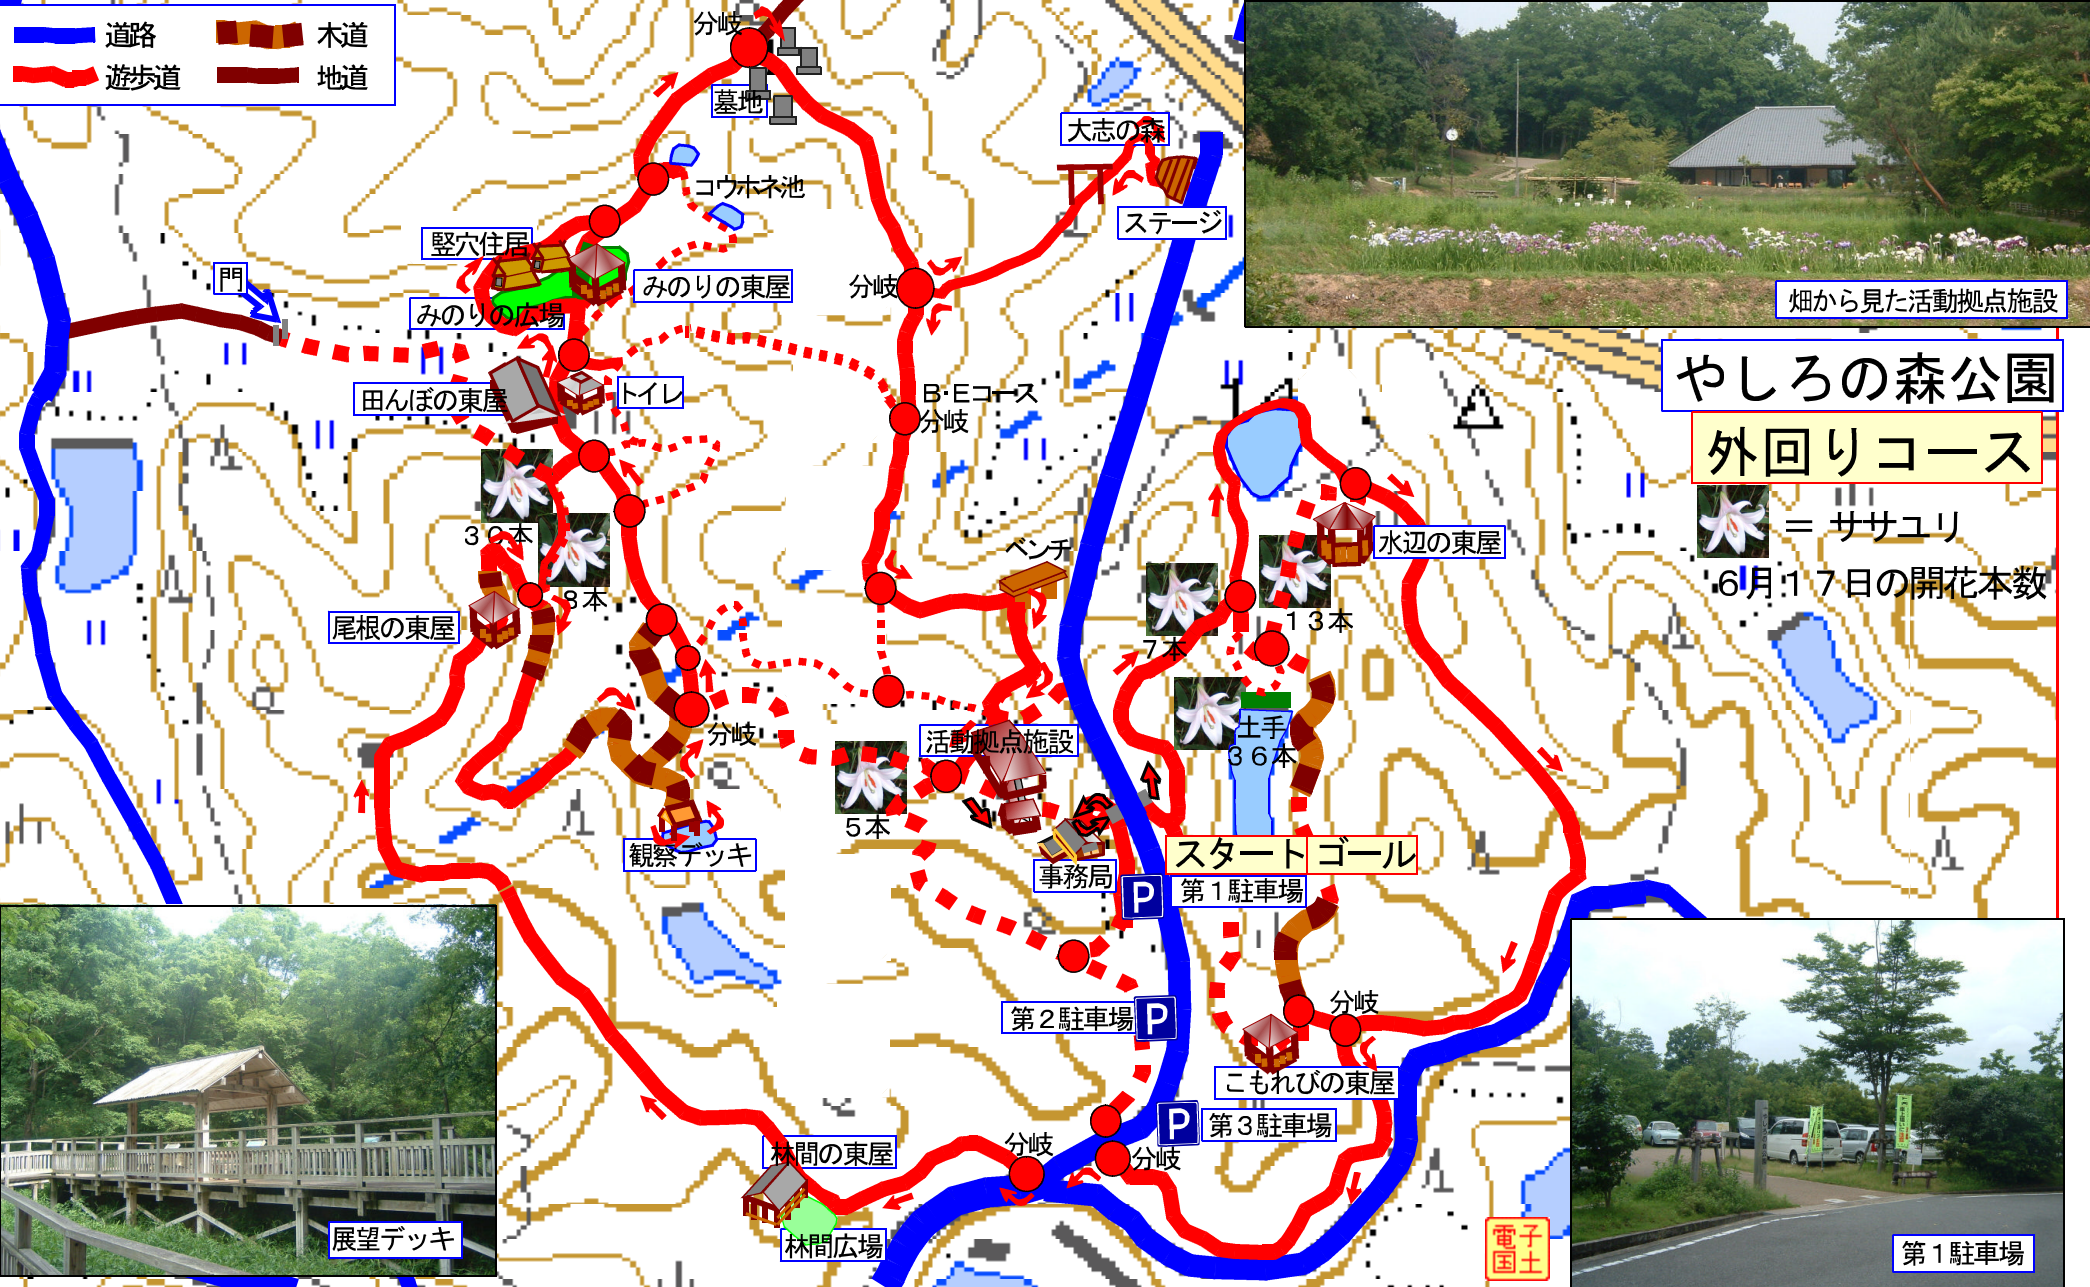 道路
木道
遊歩道
地道
分岐
墓地
大志の森
コウホネ池
ステージ
竪穴住居
門
みのりの東屋
みのりの広場
分岐
畑から見た活動拠点施設
やしろの森公園
外回りコース
＝ ササユリ
６月１７日の開花本数
田んぼの東屋
トイレ
B・Eコース
分岐
３０本
８本
ベンチ
水辺の東屋
１３本
７本
尾根の東屋
分岐
活動拠点施設
土手
３６本
５本
観察デッキ
事務局
スタート
ゴール
P
第１駐車場
第２駐車場
P
分岐
こもれびの東屋
P
第３駐車場
分岐
分岐
林間の東屋
林間広場
展望デッキ
第１駐車場
電子
国土